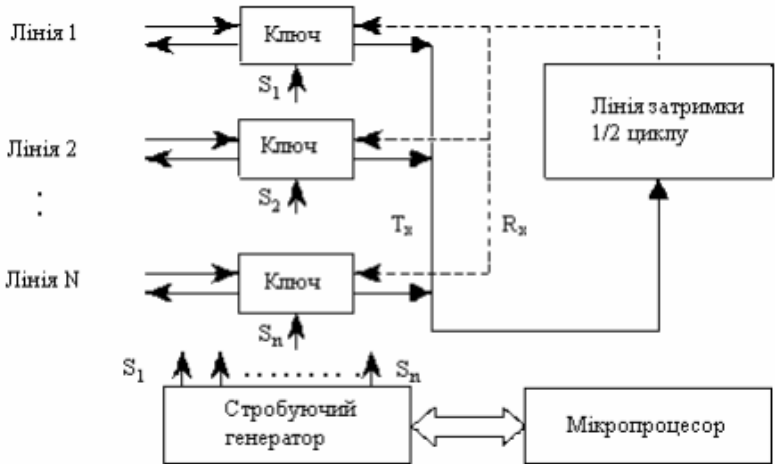 Лінія 1
Ключ
S1
Лінія затримки
1/2 циклу
Лінія 2
Ключ
S2
:
Tx
Rx
Лінія N
Ключ
Sn
S1
. . . . . . . . . .
Sn
Стробуючий
генератор
Мікропроцесор